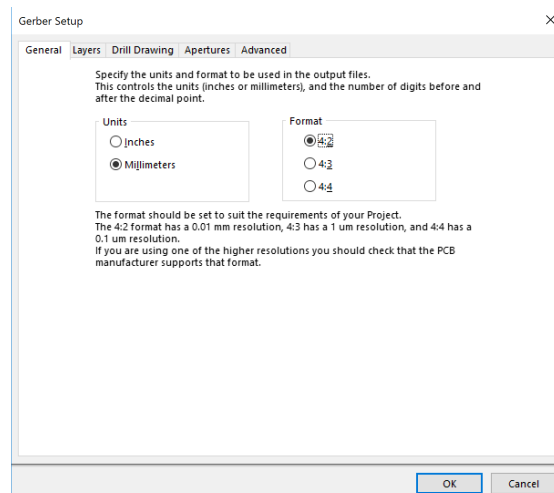 Gerber Setup
General Layers Drill Drawing Apertures Advanced
Specify the units and format to be used in the output files.
This controls the units (inches or millimeters), and the number of digits before and
after the decimal point.
Units
Format
Inches
4:2
Millimeters
4:3
4:4
The format should be set to suit the requirements of your Project.
The 4:2 format has a 0.01 mm resolution, 4:3 has a 1 um resolution, and 4:4 has a
0.1 um resolution.
If you are using one of the higher resolutions you should check that the PCB
manufacturer supports that format.
OK Cancel